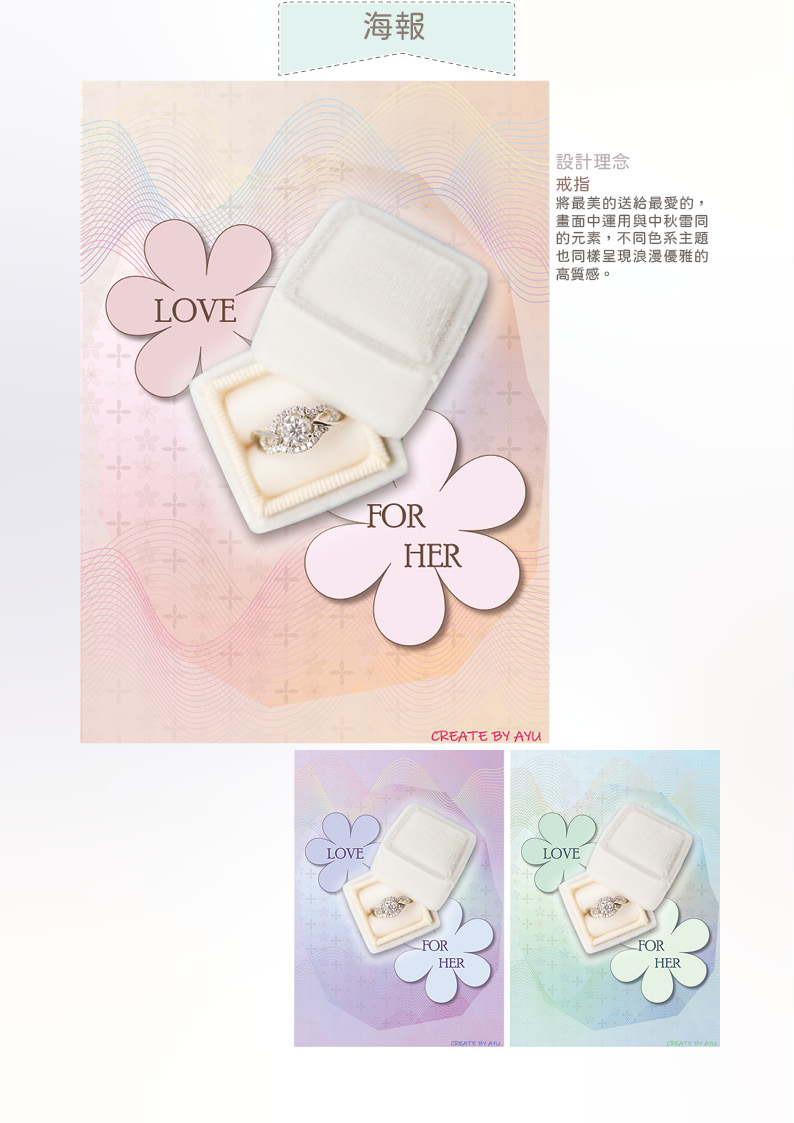 海報
設計理念
戒指
將最美的送給最愛的，
畫面中運用與中秋雷同
的元素，不同色系主題
也同樣呈現浪漫優雅的
高質感。
LOVE
FOR
HER
CREATE BY AYU
LOVE
FOR
HER
CREATE BY AYU
LOVE
FOR
HER
CREATE BY AYU